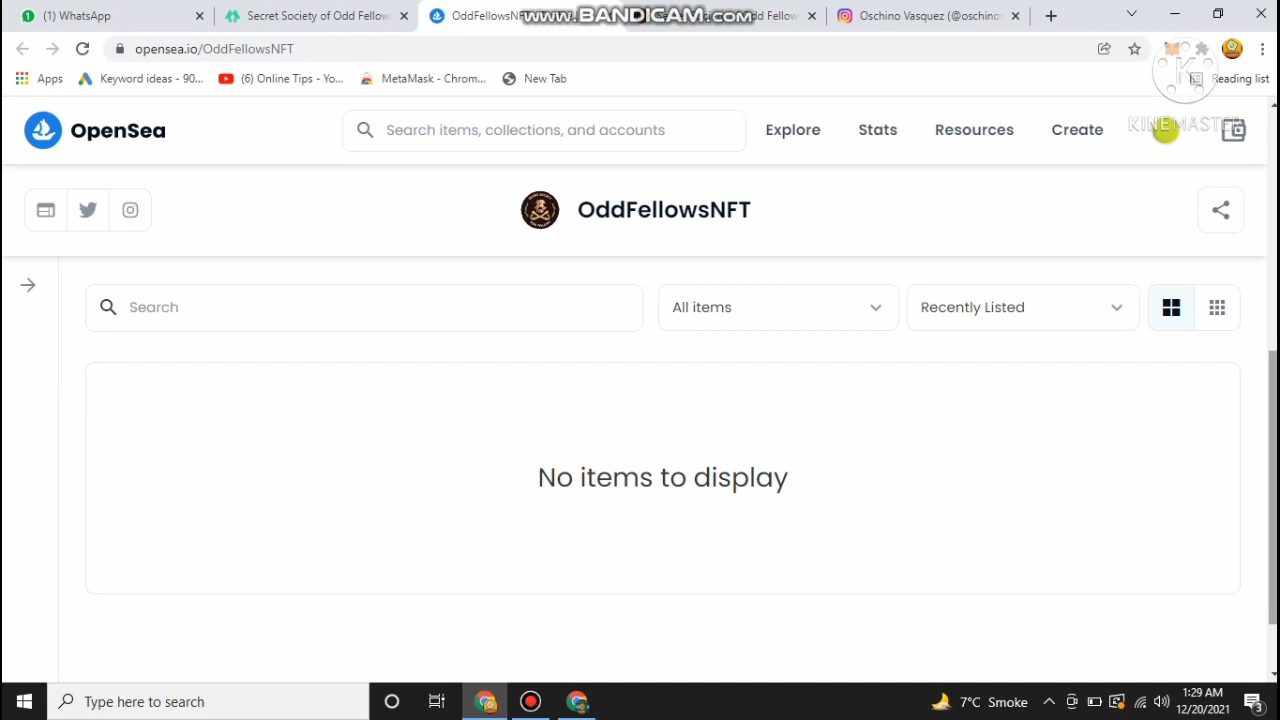 (1) WhatsApp
Secret Society of Odd Fellow
OddFellowsN
www.BANDICAM.com
d Fellow
Oschino Vasquez (@oschino
opensea.io/OddFellowsNFT
Apps
Keyword ideas - 90...
(6) Online Tips - Yo...
MetaMask - Chrom...
New Tab
Reading list
OpenSea
Search items, collections, and accounts
Explore
Stats
Resources
Create
KINEMASTER
OddFellowsNFT
Search
All items
Recently Listed
No items to display
Type here to search
7°C Smoke
1:29 AM
12/20/2021
3